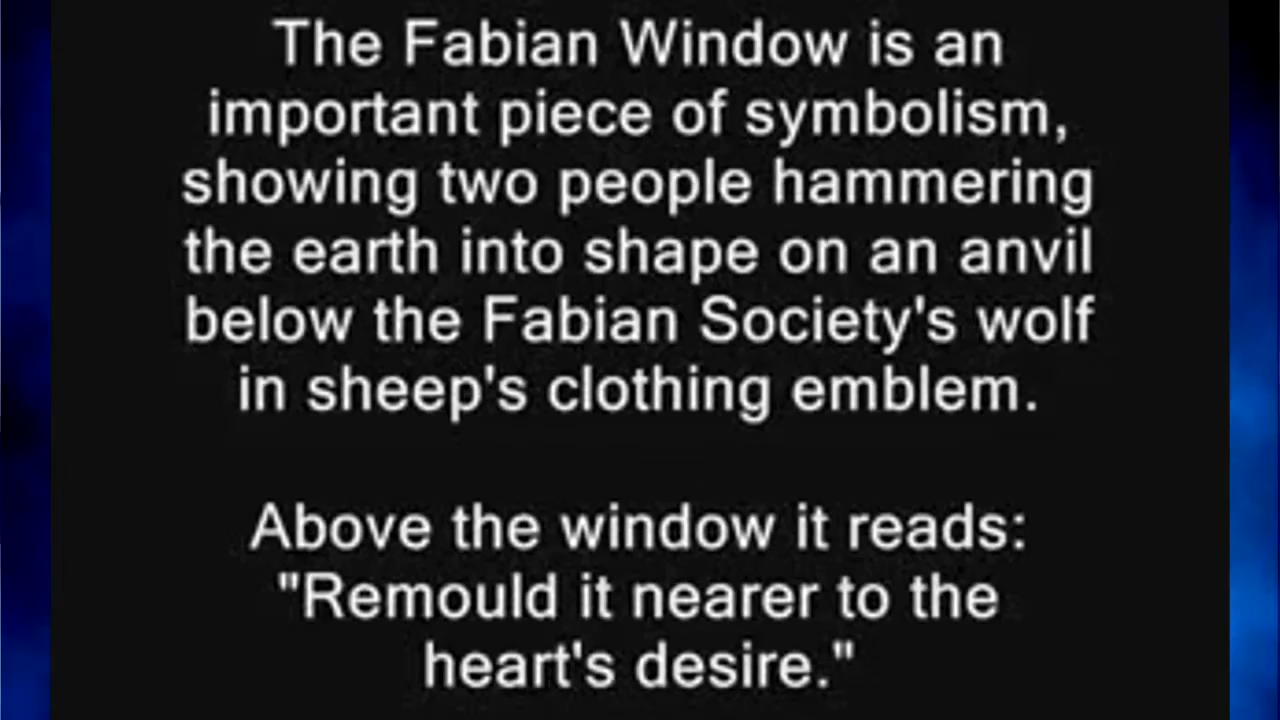 The Fabian Window is an
important piece of symbolism,
showing two people hammering
the earth into shape on an anvil
below the Fabian Society's wolf
in sheep's clothing emblem.
Above the window it reads:
"Remould it nearer to the
heart's desire."